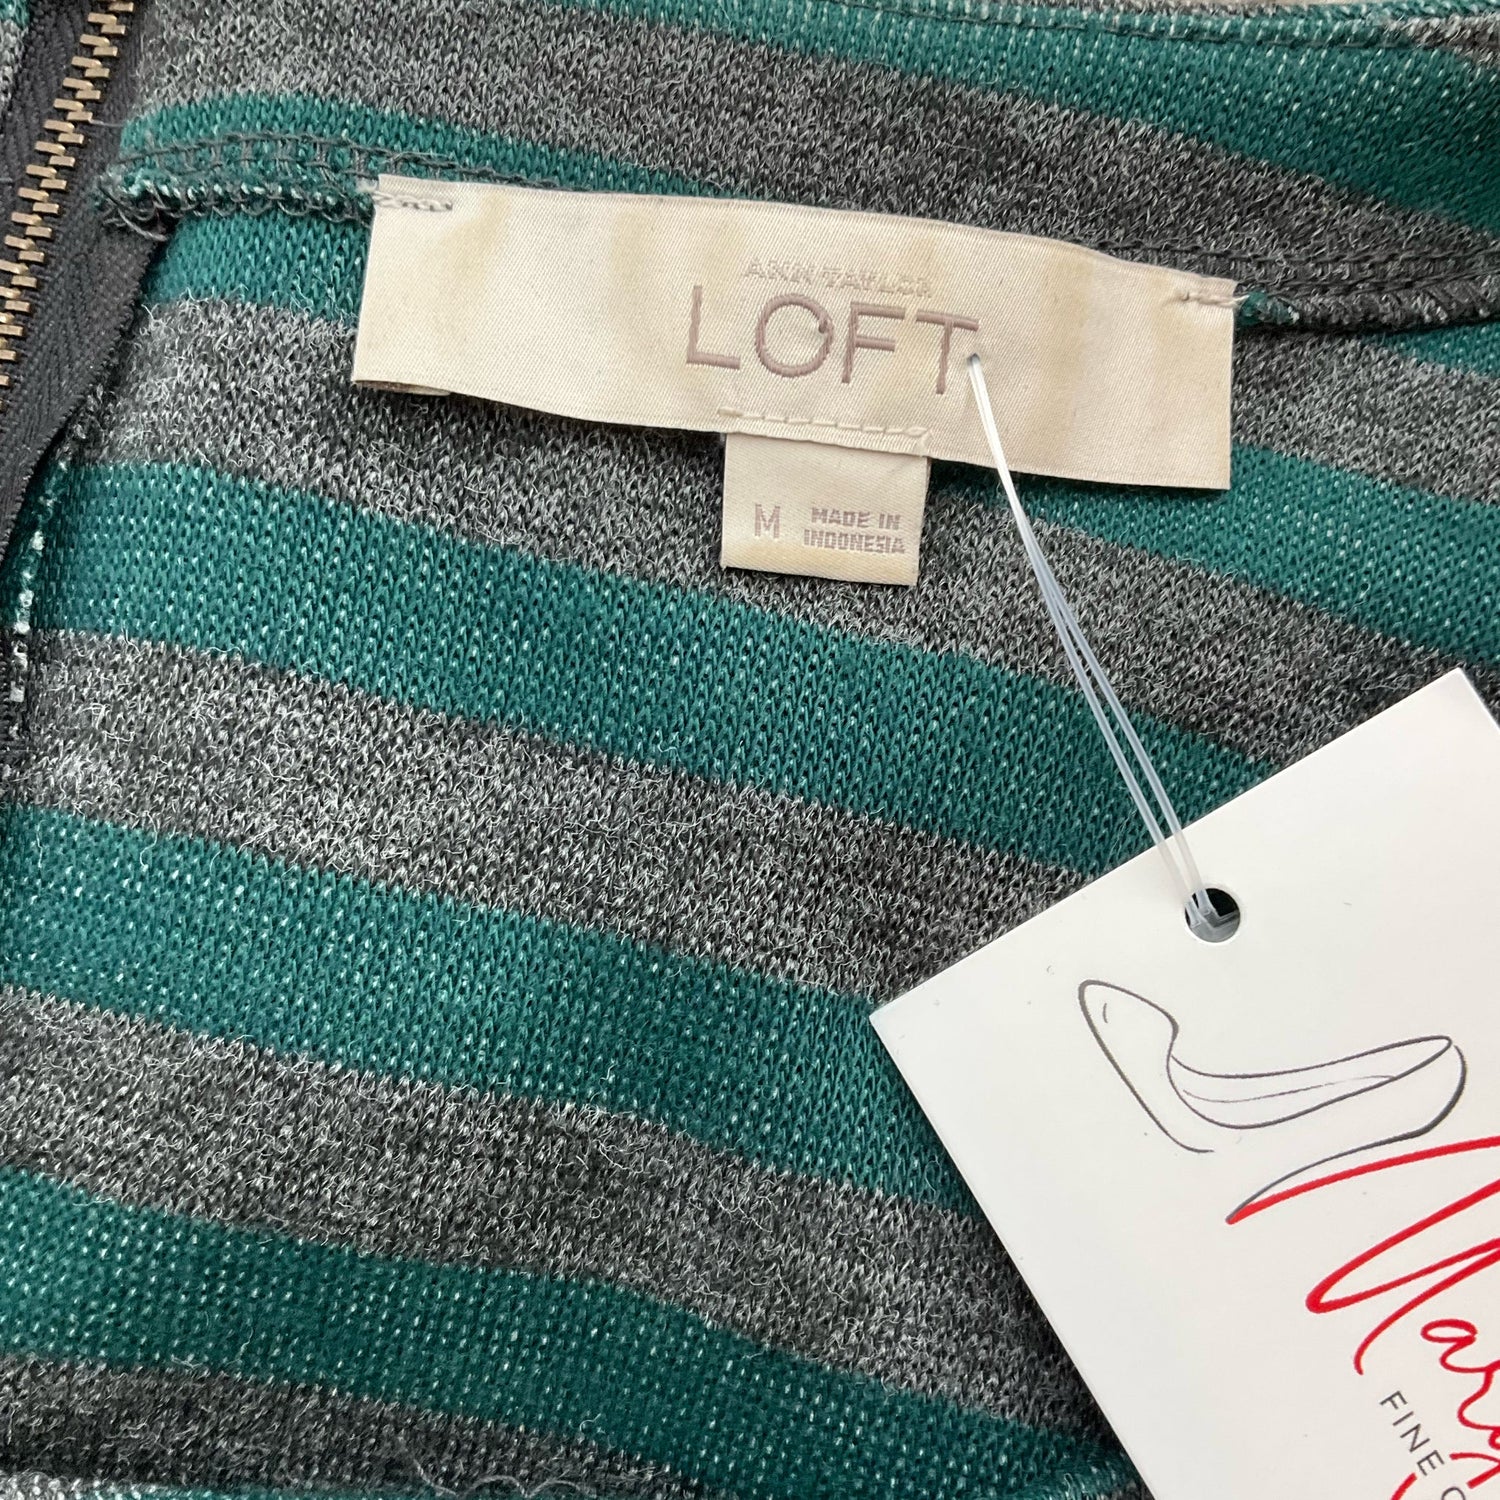 ANN TAYLOR
LOFT
M
MADE IN
INDONESIA
FINE